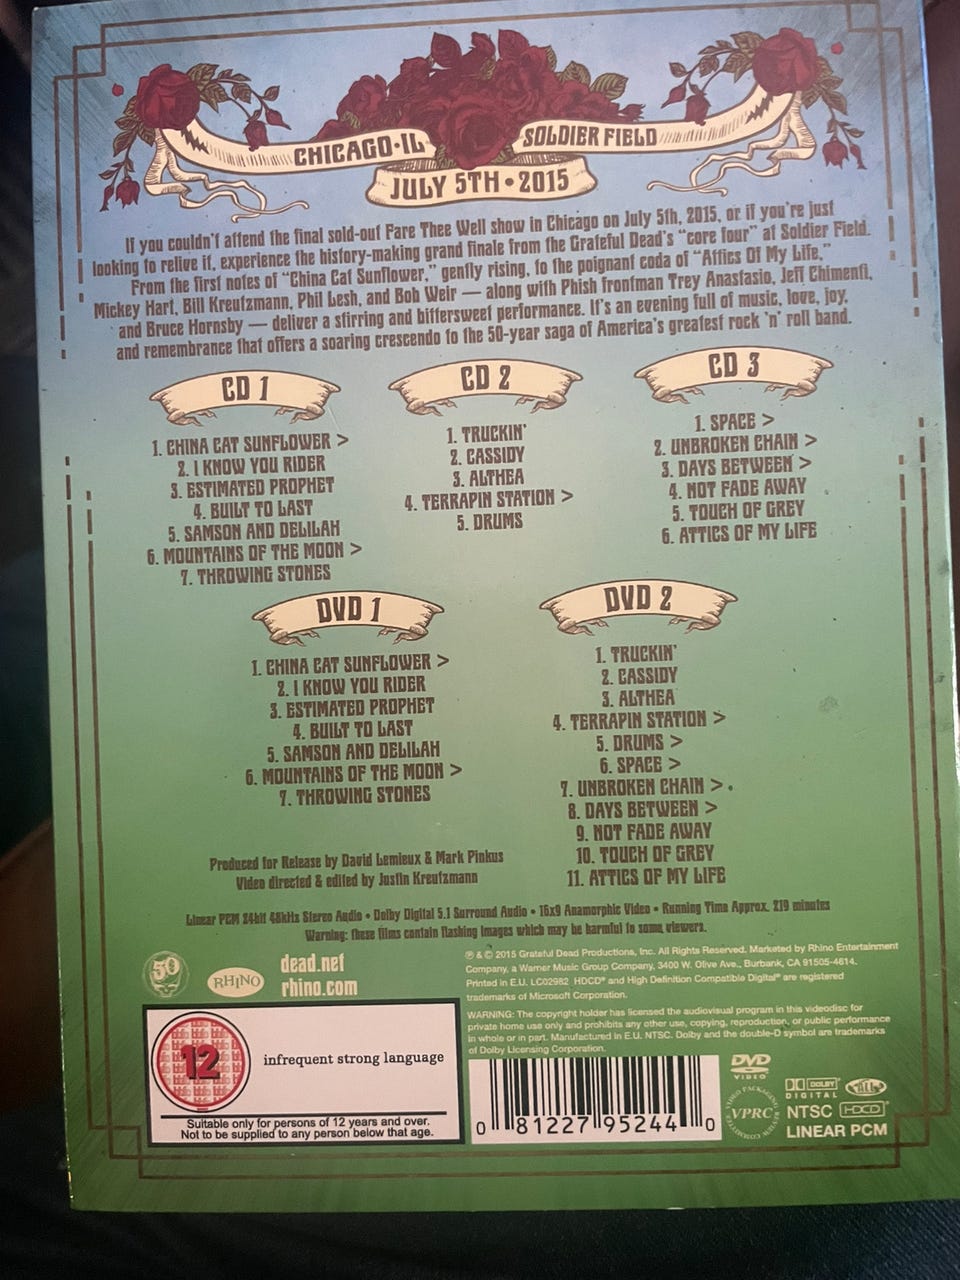 CHICAGO · IL
SOLDIER FIELD
JULY 5TH · 2015
If you couldn't attend the final sold-out Fare Thee Well show in Chicago on July 5th, 2015, or if you're just
looking to relive it, experience the history-making grand finale from the Grateful Dead's "core four" at Soldier Field.
From the first notes of "China Cat Sunflower," gently rising, to the poignant coda of "Attics Of My Life,"
Mickey Hart, Bill Kreutzmann, Phil Lesh, and Bob Weir — along with Phish frontman Trey Anastasio, Jeff Chimenti,
and Bruce Hornsby — deliver a stirring and bittersweet performance. It's an evening full of music, love, joy,
and remembrance that offers a soaring crescendo to the 50-year saga of America's greatest rock 'n' roll band.
CD 1
1. CHINA CAT SUNFLOWER >
2. I KNOW YOU RIDER
3. ESTIMATED PROPHET
4. BUILT TO LAST
5. SAMSON AND DELILAH
6. MOUNTAINS OF THE MOON >
7. THROWING STONES
CD 2
1. TRUCKIN'
2. CASSIDY
3. ALTHEA
4. TERRAPIN STATION >
5. DRUMS
CD 3
1. SPACE >
2. UNBROKEN CHAIN >
3. DAYS BETWEEN >
4. NOT FADE AWAY
5. TOUCH OF GREY
6. ATTICS OF MY LIFE
DVD 1
1. CHINA CAT SUNFLOWER >
2. I KNOW YOU RIDER
3. ESTIMATED PROPHET
4. BUILT TO LAST
5. SAMSON AND DELILAH
6. MOUNTAINS OF THE MOON >
7. THROWING STONES
DVD 2
1. TRUCKIN'
2. CASSIDY
3. ALTHEA
4. TERRAPIN STATION >
5. DRUMS >
6. SPACE >
7. UNBROKEN CHAIN >
8. DAYS BETWEEN >
9. NOT FADE AWAY
10. TOUCH OF GREY
11. ATTICS OF MY LIFE
Produced for Release by David Lemieux & Mark Pinkus
Video directed & edited by Justin Kreutzmann
Linear PCM 24bit 48kHz Stereo Audio • Dolby Digital 5.1 Surround Audio • 16x9 Anamorphic Video • Running Time Approx. 219 minutes
Warning: these films contain flashing images which may be harmful to some viewers.
50
RHINO
dead.net
rhino.com
℗ & © 2015 Grateful Dead Productions, Inc. All Rights Reserved. Marketed by Rhino Entertainment
Company, a Warner Music Group Company, 3400 W. Olive Ave., Burbank, CA 91505-4614.
Printed in E.U. LC02982 HDCD® and High Definition Compatible Digital® are registered
trademarks of Microsoft Corporation.
WARNING: The copyright holder has licensed the audiovisual program in this videodisc for
private home use only and prohibits any other use, copying, reproduction, or public performance
in whole or in part. Manufactured in E.U. NTSC. Dolby and the double-D symbol are trademarks
of Dolby Licensing Corporation.
12
infrequent strong language
Suitable only for persons of 12 years and over.
Not to be supplied to any person below that age.
0 81227 95244 0
DVD
VIDEO
VIDEO PACKAGING REVIEW COMMITTEE
VPRC
DOLBY
DIGITAL
ALL
NTSC
HDCD®
LINEAR PCM